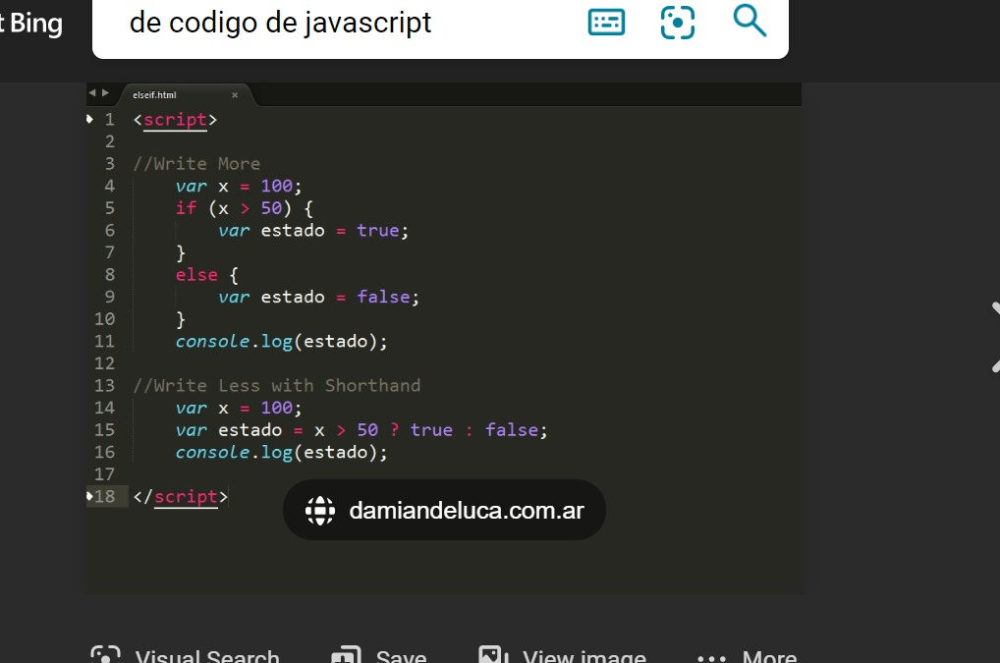 t Bing
de codigo de javascript
elseif.html
1 <script>
2
3 //Write More
4 var x = 100;
5 if (x > 50) {
6 var estado = true;
7 }
8 else {
9 var estado = false;
10 }
11 console.log(estado);
12
13 //Write Less with Shorthand
14 var x = 100;
15 var estado = x > 50 ? true : false;
16 console.log(estado);
17
18 </script>
damiandeluca.com.ar
Visual Search Save View image More